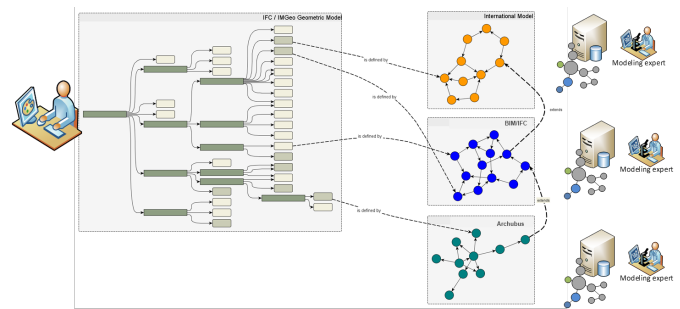 IFC / IMGeo Geometric Model
International Model
is defined by
Modeling expert
is defined by
extends
BIM/IFC
is defined by
Modeling expert
extends
is defined by
Archubus
Modeling expert